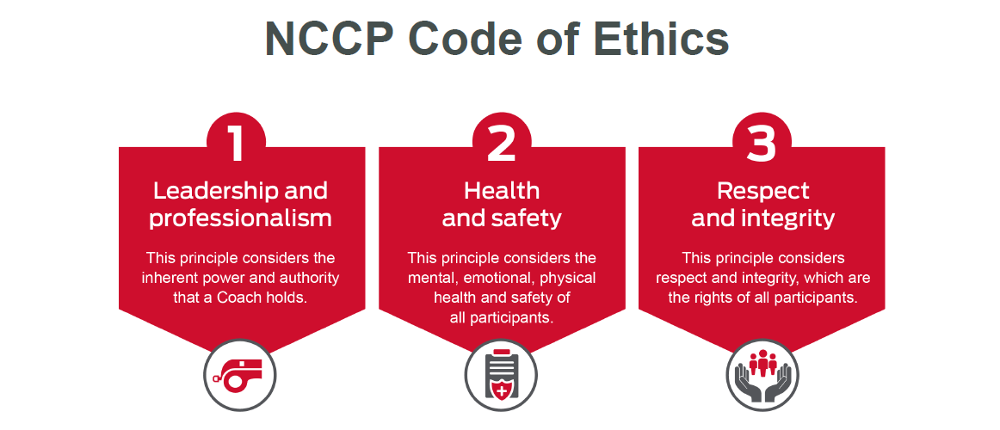 NCCP Code of Ethics
1
Leadership and
professionalism
This principle considers the
inherent power and authority
that a Coach holds.
2
Health
and safety
This principle considers the
mental, emotional, physical
health and safety of
all participants.
3
Respect
and integrity
This principle considers
respect and integrity, which are
the rights of all participants.